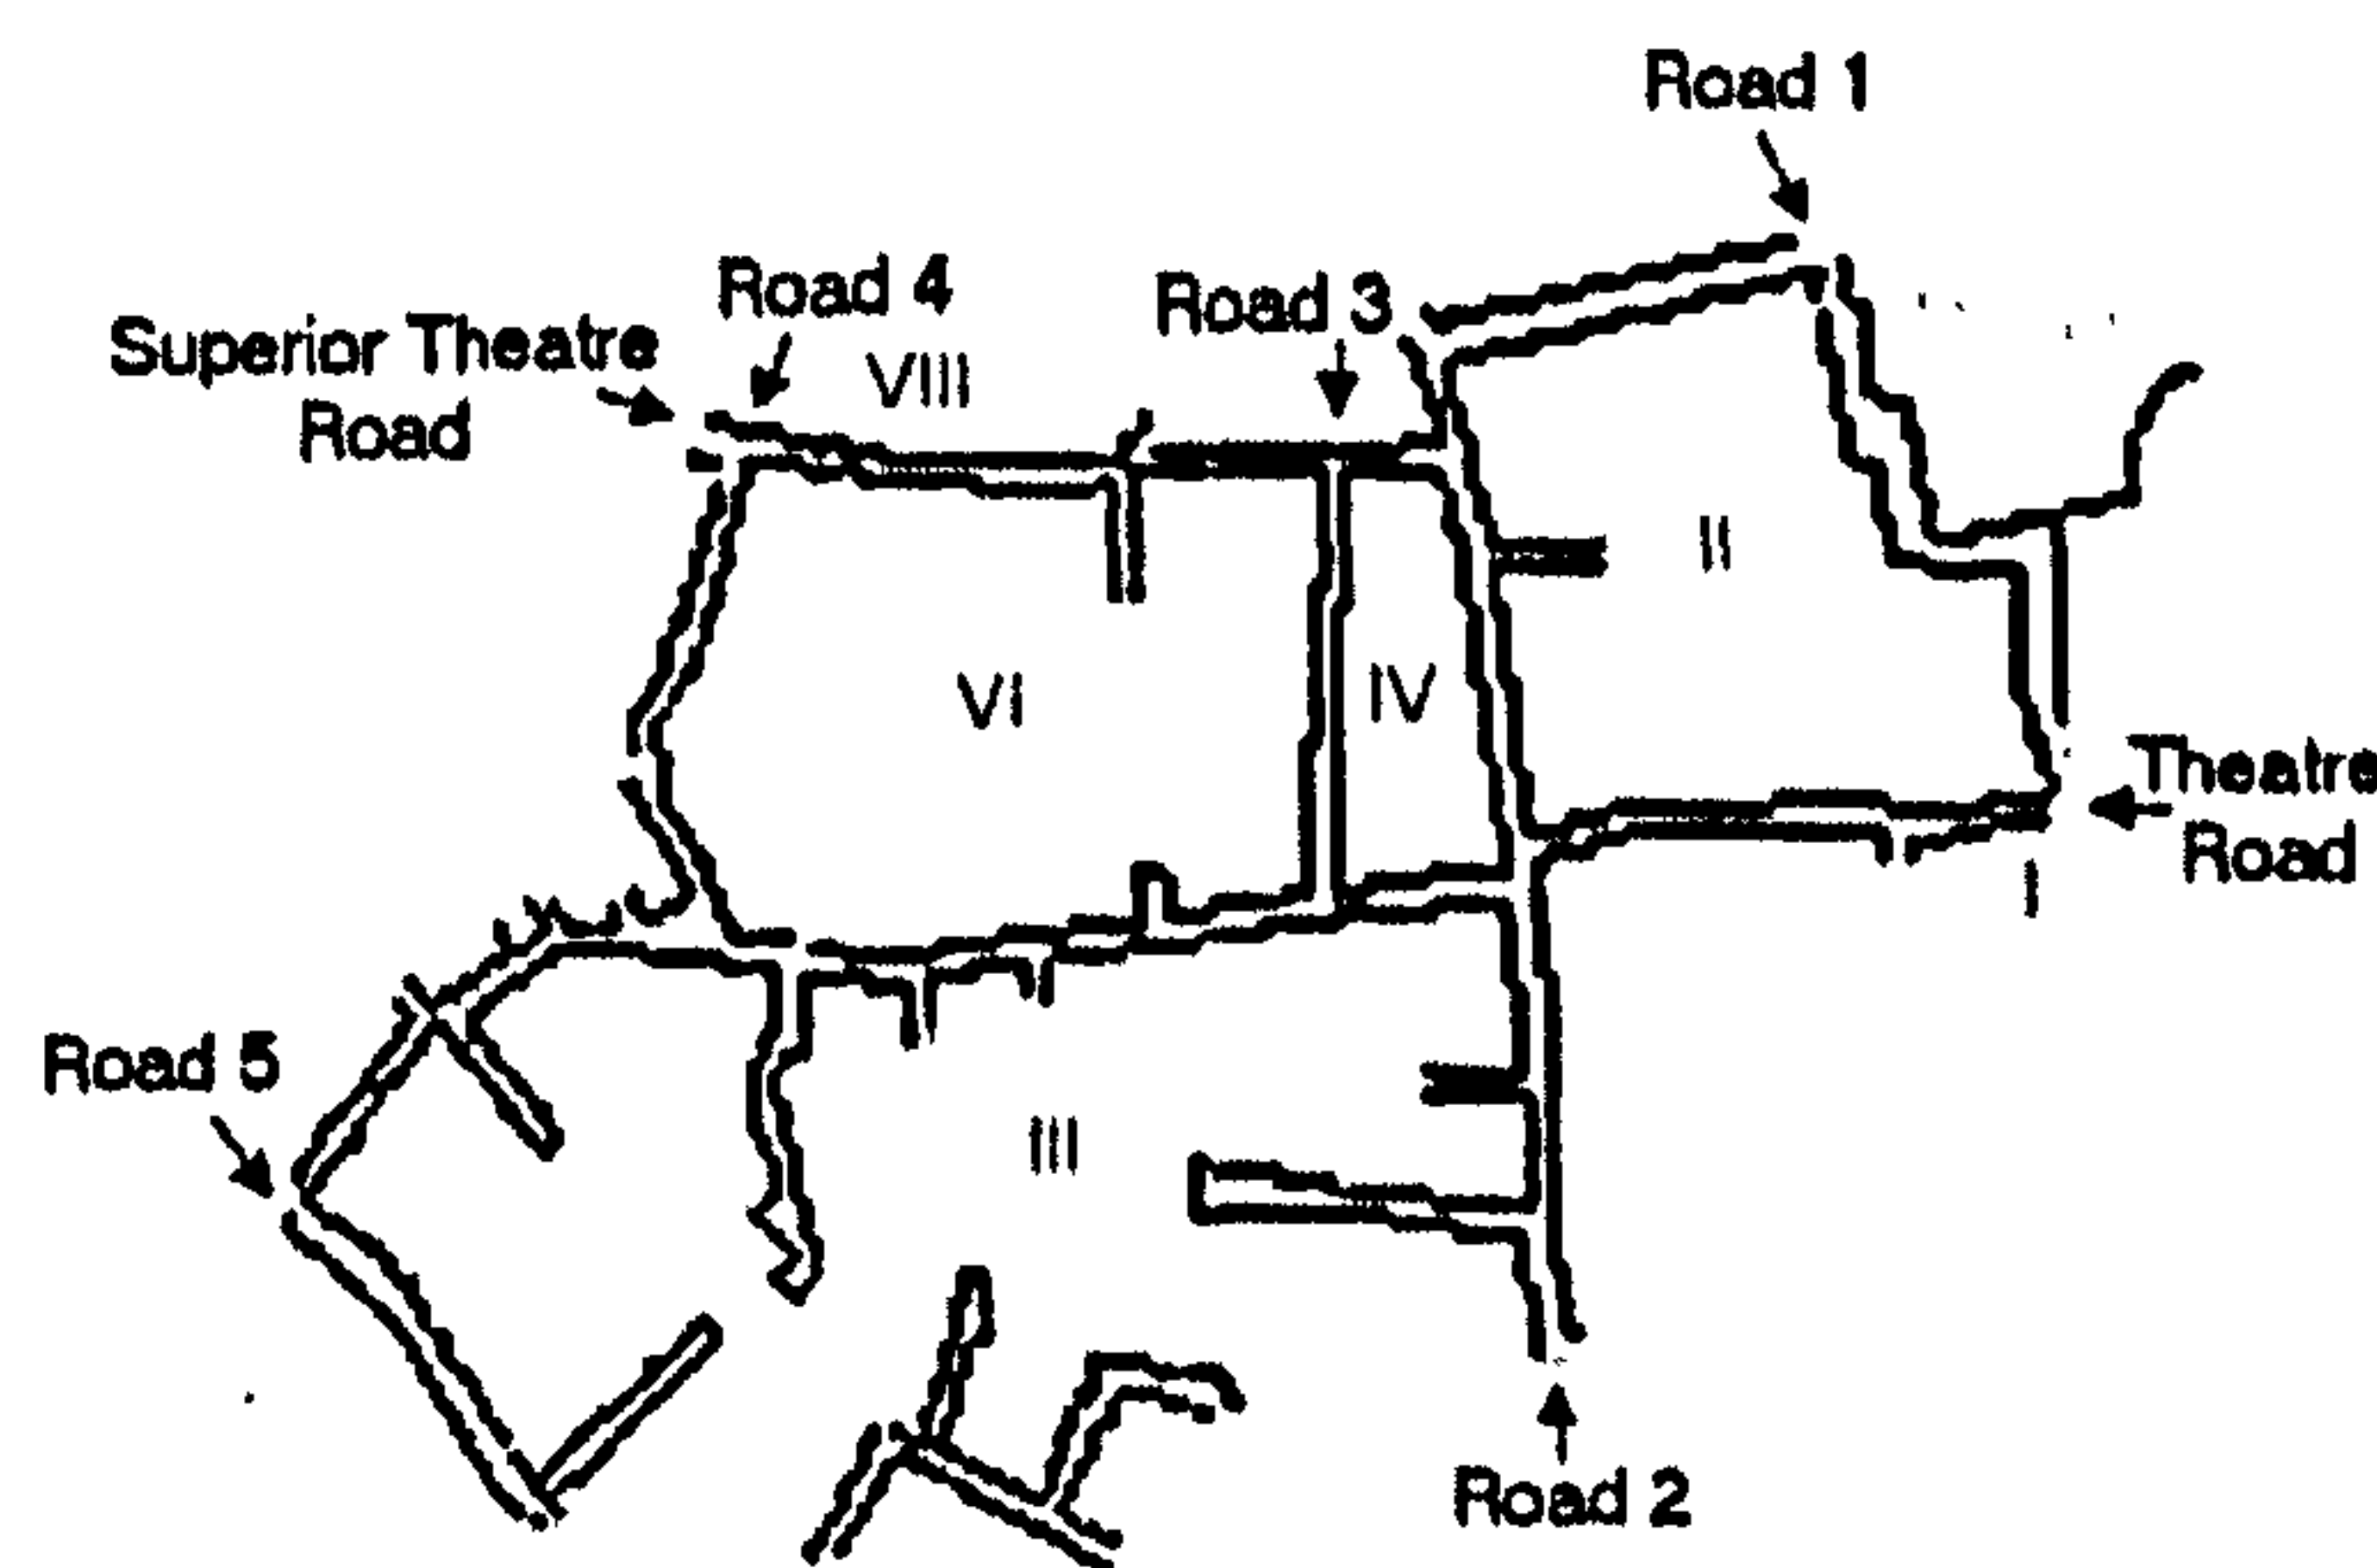 Road 1
Road 4
Road 3
Superior Theatre
Road
VIII
II
VI
IV
Theatre
Road
I
Road 5
III
Road 2